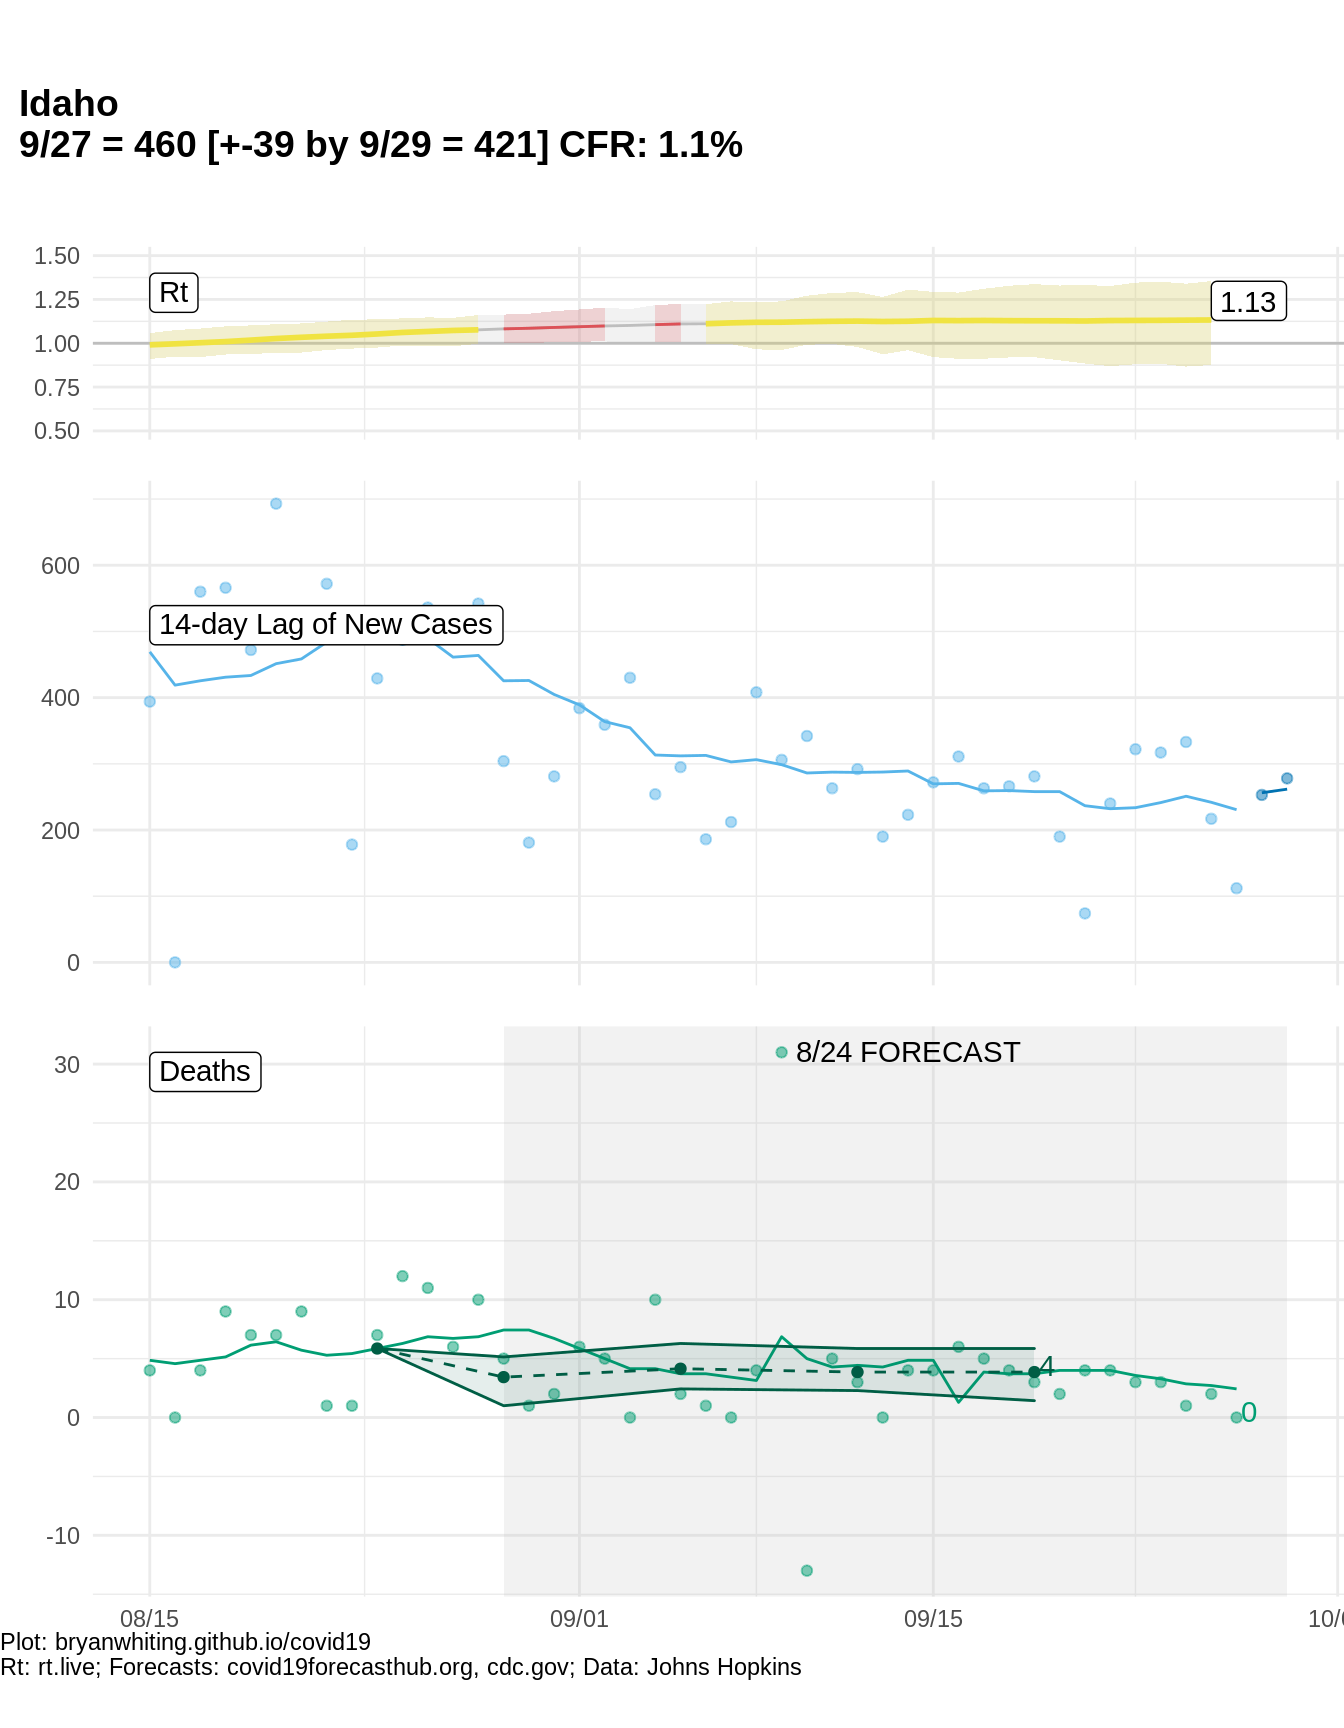 Idaho
9/27 = 460 [+-39 by 9/29 = 421] CFR: 1.1%
1.50
1.25
1.00
0.75
0.50
Rt
1.13
600
400
200
0
14-day Lag of New Cases
30
20
10
0
-10
Deaths
8/24 FORECAST
4
0
08/15
09/01
09/15
Plot: bryanwhiting.github.io/covid19
Rt: rt.live; Forecasts: covid19forecasthub.org, cdc.gov; Data: Johns Hopkins